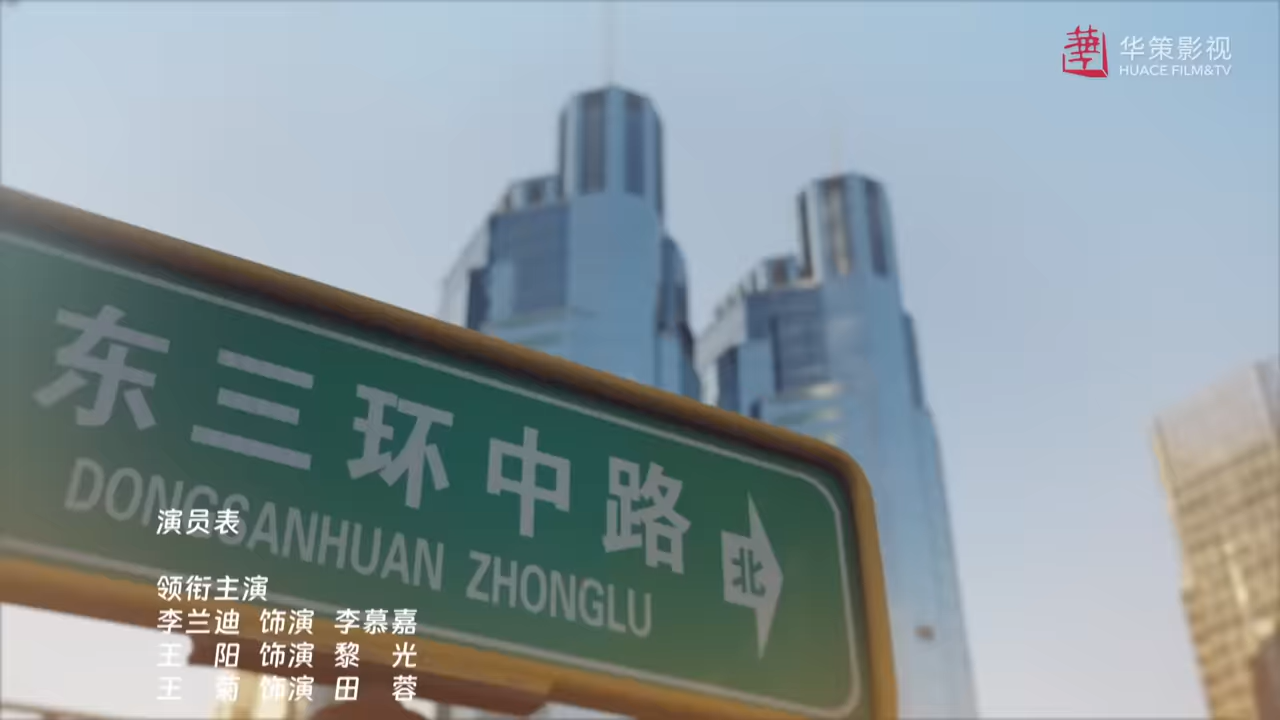 華
华策影视
HUACE FILM&TV
东三环中路
北
DONGSANHUAN ZHONGLU
演员表
领衔主演
李兰迪 饰演 李慕嘉
王 阳 饰演 黎 光
王 菊 饰演 田 蓉